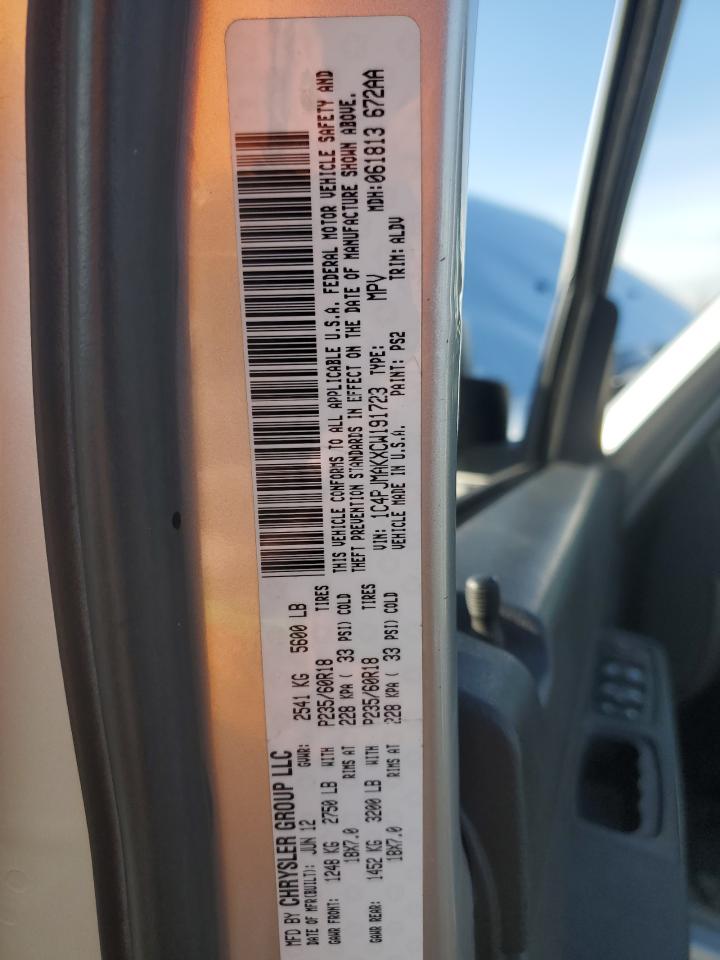 MFD BY CHRYSLER GROUP LLC
DATE OF MFR(BUILT): JUN 12 GVWR: 2541 KG 5600 LB
GAWR FRONT: 1248 KG 2750 LB WITH P235/60R18 TIRES
18X7.0 RIMS AT 228 KPA ( 33 PSI) COLD
GAWR REAR: 1452 KG 3200 LB WITH P235/60R18 TIRES
18X7.0 RIMS AT 228 KPA ( 33 PSI) COLD
THIS VEHICLE CONFORMS TO ALL APPLICABLE U.S.A. FEDERAL MOTOR VEHICLE SAFETY AND
THEFT PREVENTION STANDARDS IN EFFECT ON THE DATE OF MANUFACTURE SHOWN ABOVE.
VIN: 1C4PJMAKXCW191723 TYPE: MPV MDH:061813 672AA
VEHICLE MADE IN U.S.A. PAINT: PS2 TRIM: ALDV